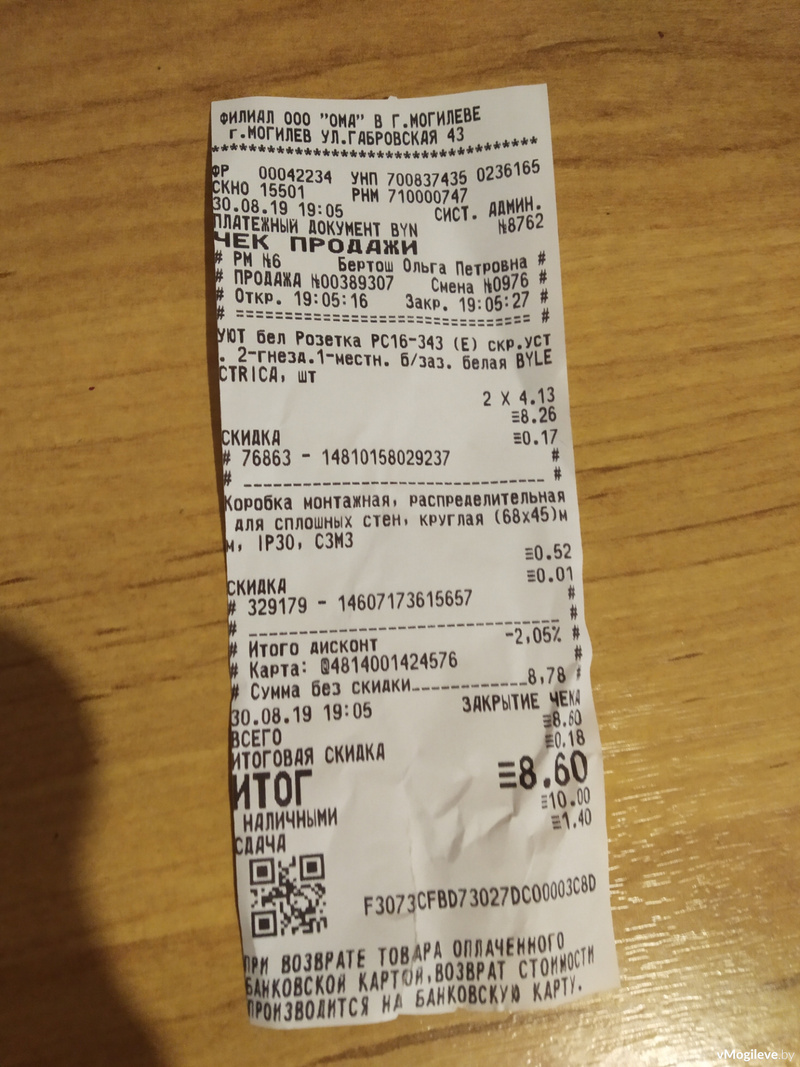 ФИЛИАЛ ООО "ОМА" В Г.МОГИЛЕВЕ
г.МОГИЛЕВ УЛ.ГАБРОВСКАЯ 43
****************************************
ФР 00042234 УНП 700837435 0236165
СКНО 15501 РНМ 710000747
30.08.19 19:05 СИСТ. АДМИН.
ПЛАТЕЖНЫЙ ДОКУМЕНТ BYN №8762
ЧЕК ПРОДАЖИ
# РМ №6 Бертош Ольга Петровна #
# ПРОДАЖА №00389307 Смена №0976 #
# Откр. 19:05:16 Закр. 19:05:27 #
# ================================== #
УЮТ бел Розетка РС16-343 (Е) скр.уст
. 2-гнезд.1-местн. б/заз. белая BYLE
CTRICA, шт
2 X 4.13
≡8.26
СКИДКА ≡0.17
# 76863 - 14810158029237 #
# __________________________________ #
Коробка монтажная, распределительная
для сплошных стен, круглая (68х45)м
м, IP30, С3М3
≡0.52
СКИДКА ≡0.01
# 329179 - 14607173615657 #
# __________________________________ #
# Итого дисконт -2,05% #
# Карта: @4814001424576 #
# Сумма без скидки____________8,78 #
30.08.19 19:05 ЗАКРЫТИЕ ЧЕКА
ВСЕГО ≡8.60
ИТОГОВАЯ СКИДКА ≡0.18
ИТОГ ≡8.60
НАЛИЧНЫМИ ≡10.00
СДАЧА ≡1.40
F3073CFBD73027DC00003C8D
ПРИ ВОЗВРАТЕ ТОВАРА ОПЛАЧЕННОГО
БАНКОВСКОЙ КАРТОЙ,ВОЗВРАТ СТОИМОСТИ
ПРОИЗВОДИТСЯ НА БАНКОВСКУЮ КАРТУ.
vMogileve.by